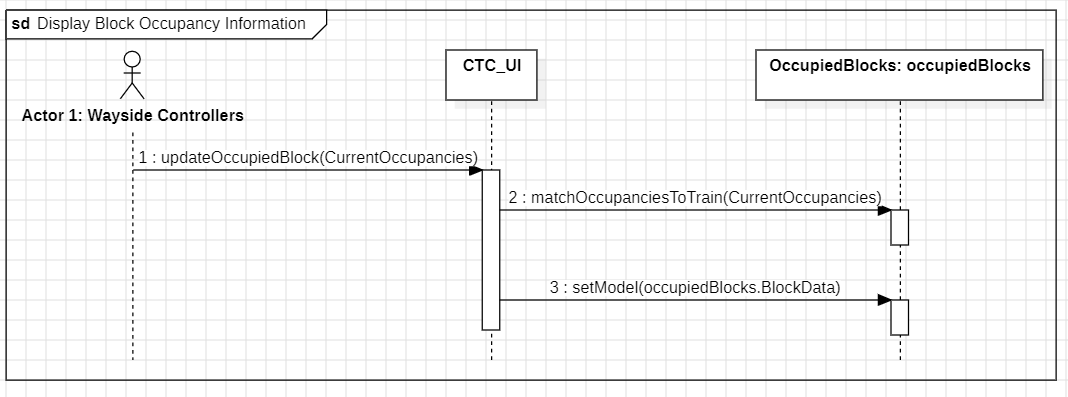 sd Display Block Occupancy Information
CTC_UI
OccupiedBlocks: occupiedBlocks
Actor 1: Wayside Controllers
1 : updateOccupiedBlock(CurrentOccupancies)
2 : matchOccupanciesToTrain(CurrentOccupancies)
3 : setModel(occupiedBlocks.BlockData)